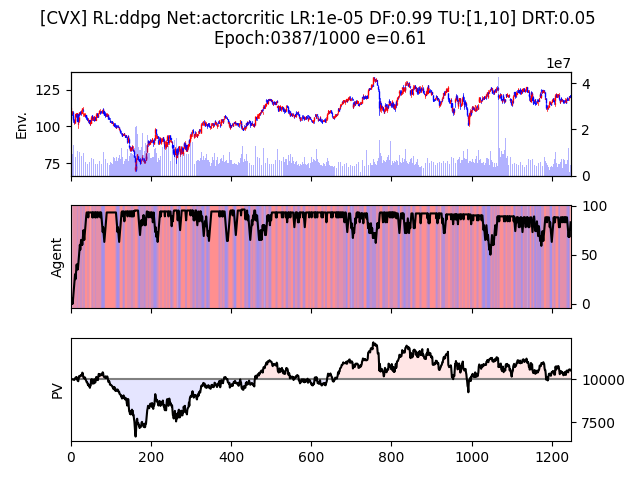 [CVX] RL:ddpg Net:actorcritic LR:1e-05 DF:0.99 TU:[1,10] DRT:0.05
Epoch:0387/1000 e=0.61
1e7
Env.
125
100
75
4
2
0
Agent
100
50
0
PV
10000
7500
0 200 400 600 800 1000 1200